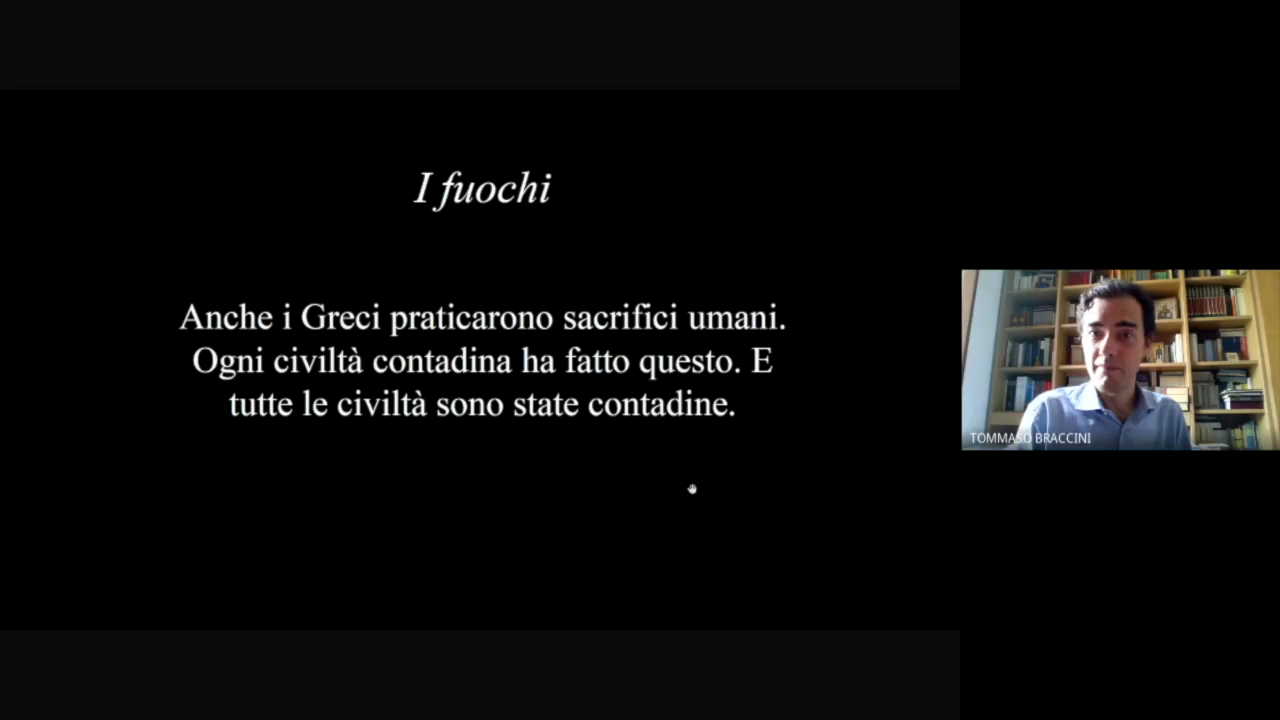 I fuochi
Anche i Greci praticarono sacrifici umani.
Ogni civiltà contadina ha fatto questo. E
tutte le civiltà sono state contadine.
TOMMASO BRACCINI